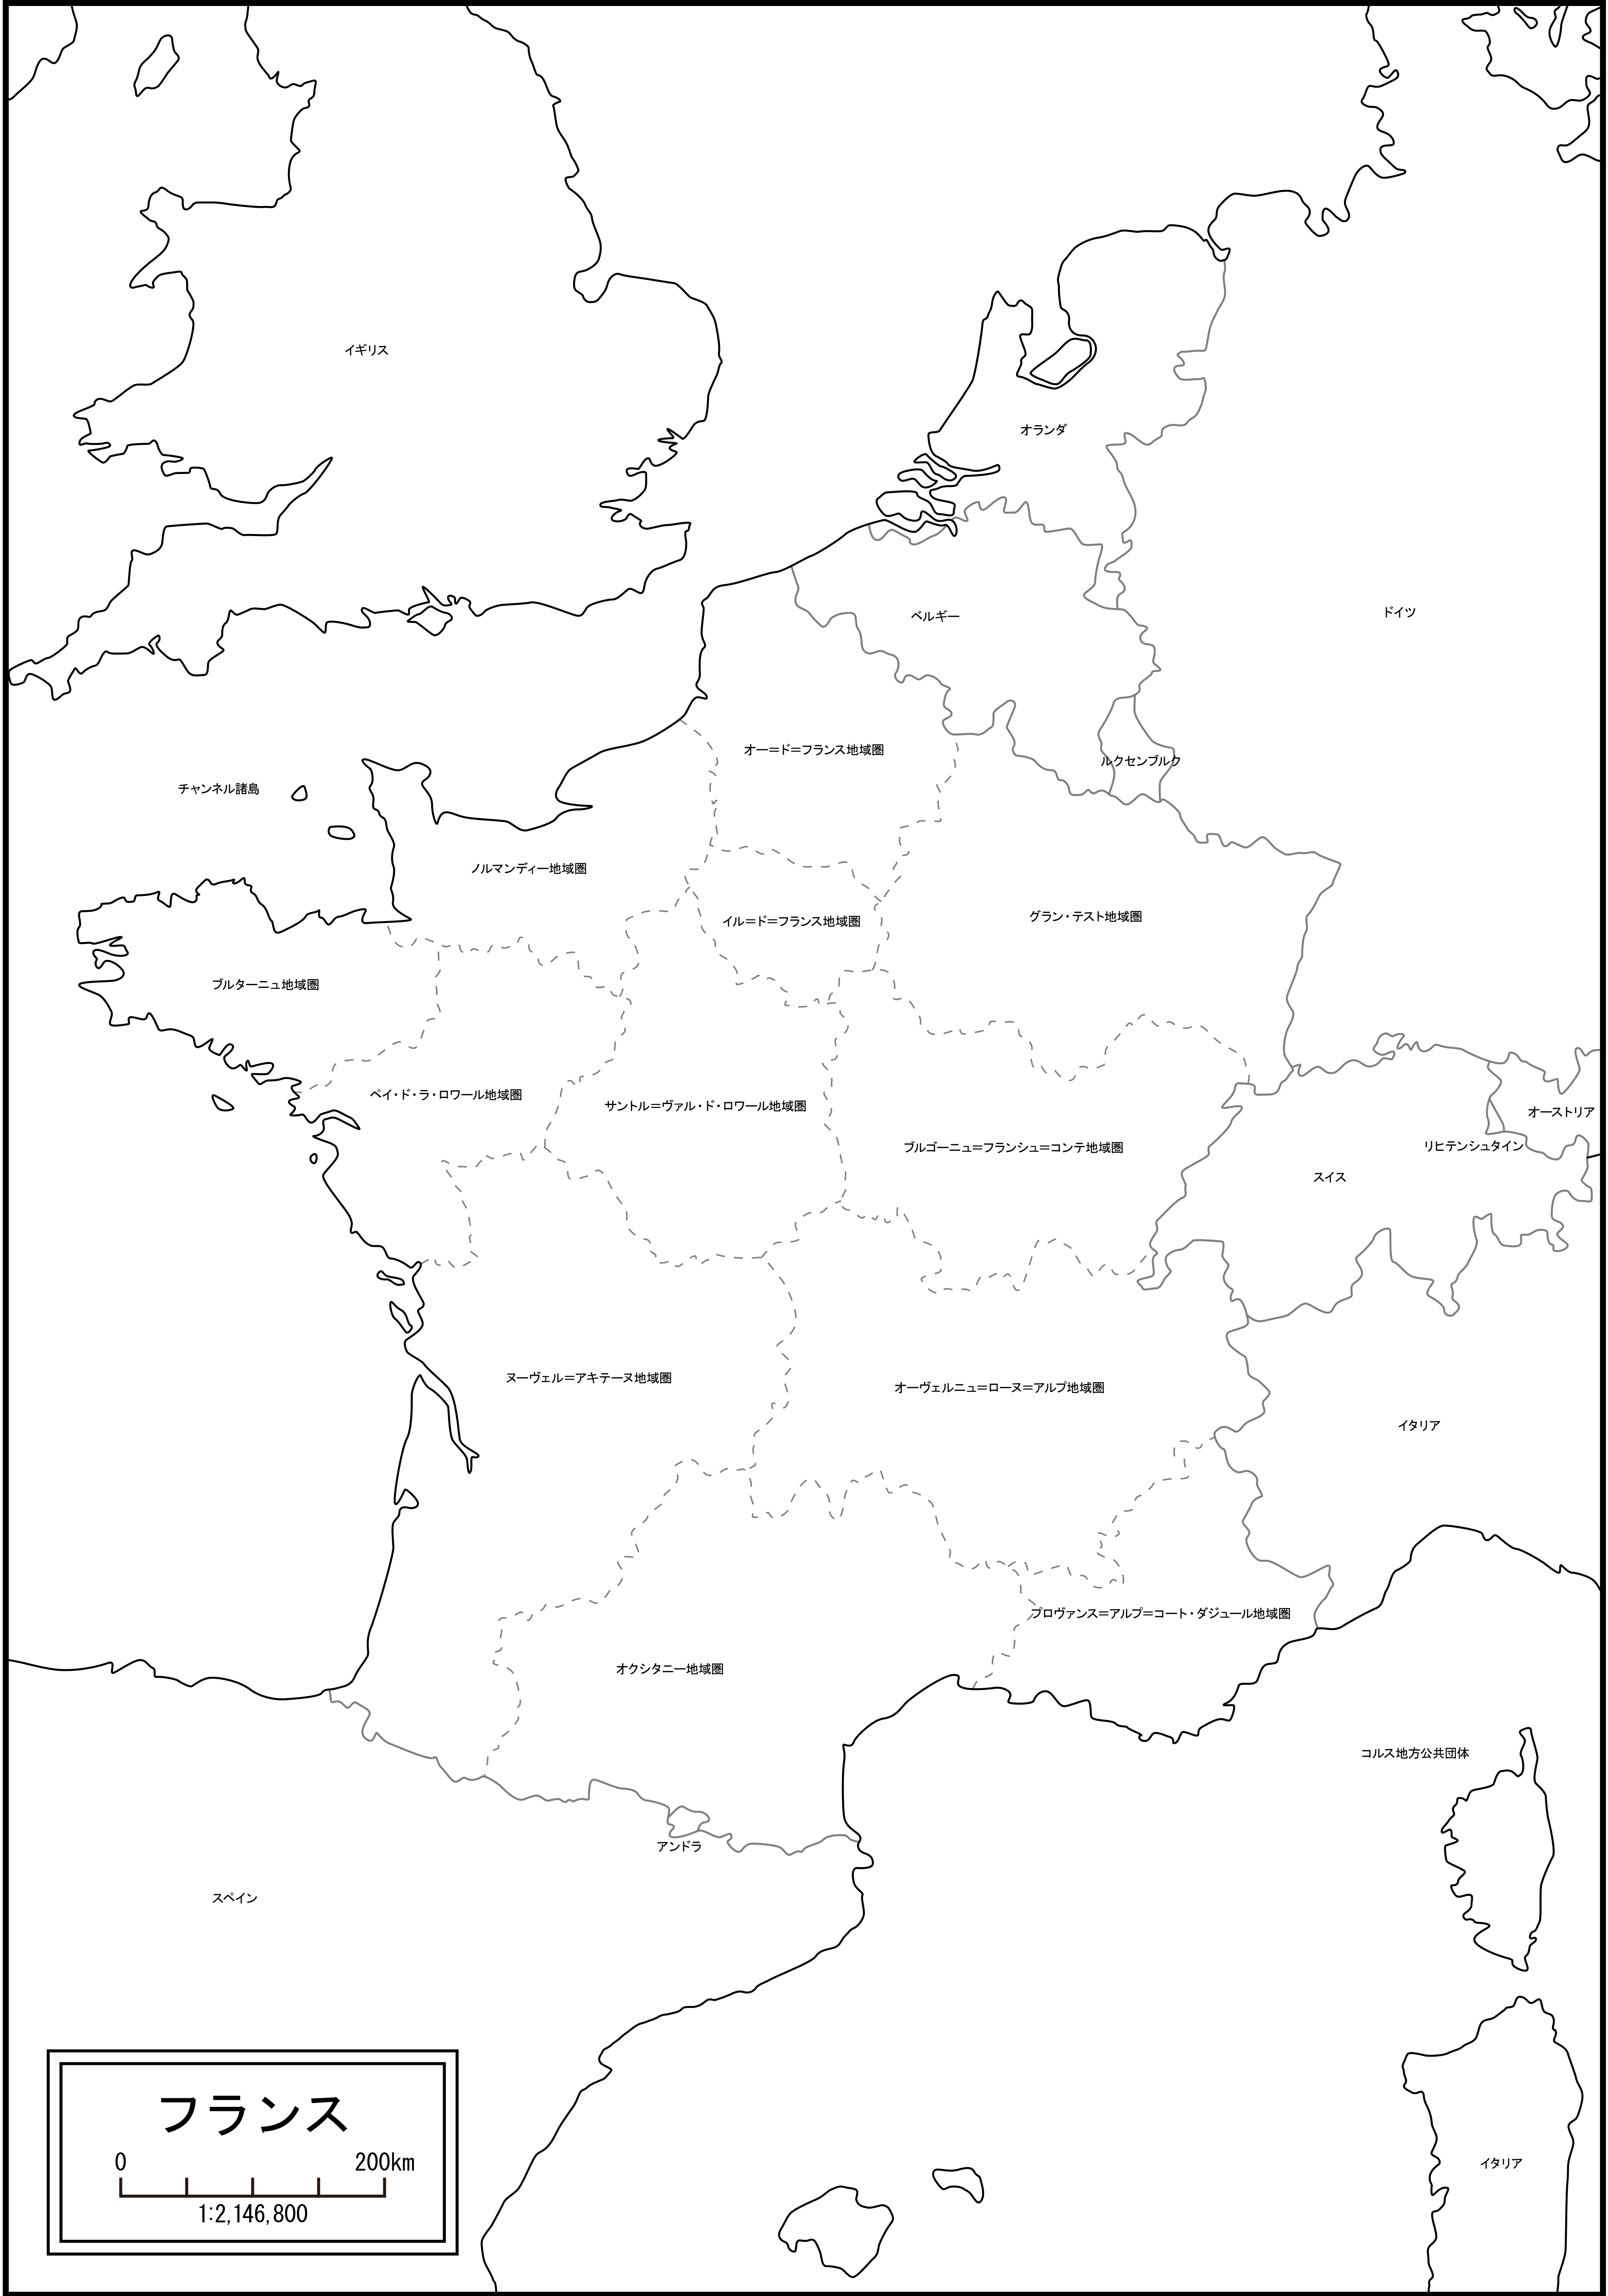 イギリス
オランダ
ベルギー
ドイツ
オー=ド=フランス地域圏
ルクセンブルク
チャンネル諸島
ノルマンディー地域圏
イル=ド=フランス地域圏
グラン・テスト地域圏
ブルターニュ地域圏
ペイ・ド・ラ・ロワール地域圏
サントル=ヴァル・ド・ロワール地域圏
オーストリア
ブルゴーニュ=フランシュ=コンテ地域圏
リヒテンシュタイン
スイス
ヌーヴェル=アキテーヌ地域圏
オーヴェルニュ=ローヌ=アルプ地域圏
イタリア
プロヴァンス=アルプ=コート・ダジュール地域圏
オクシタニー地域圏
コルス地方公共団体
アンドラ
スペイン
フランス
0 200km
1:2,146,800
イタリア